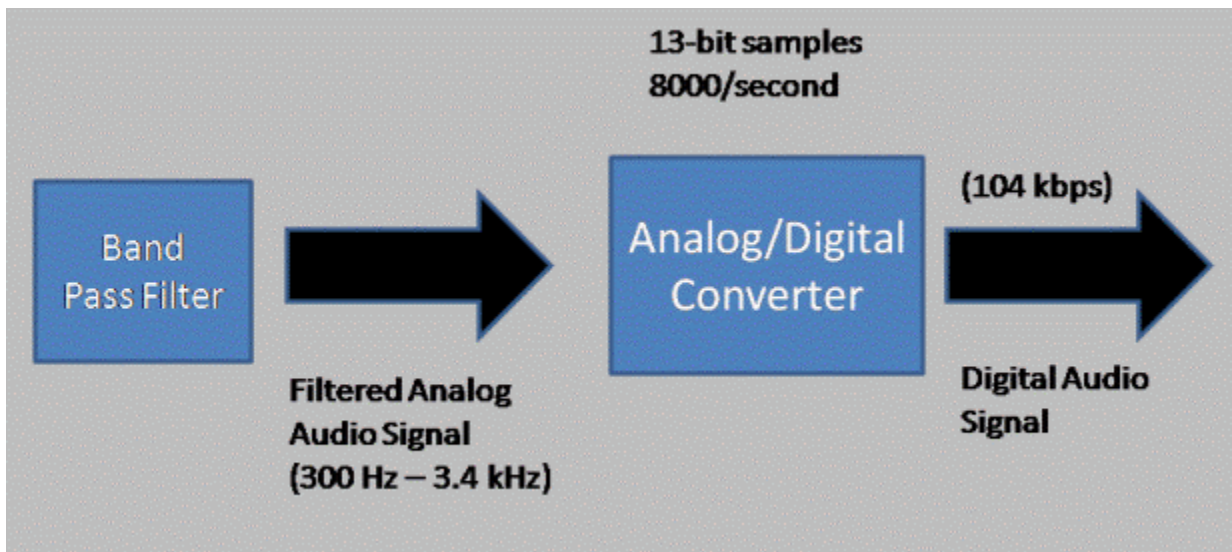 13-bit samples
8000/second
Band
Pass Filter
Filtered Analog
Audio Signal
(300 Hz – 3.4 kHz)
Analog/Digital
Converter
(104 kbps)
Digital Audio
Signal